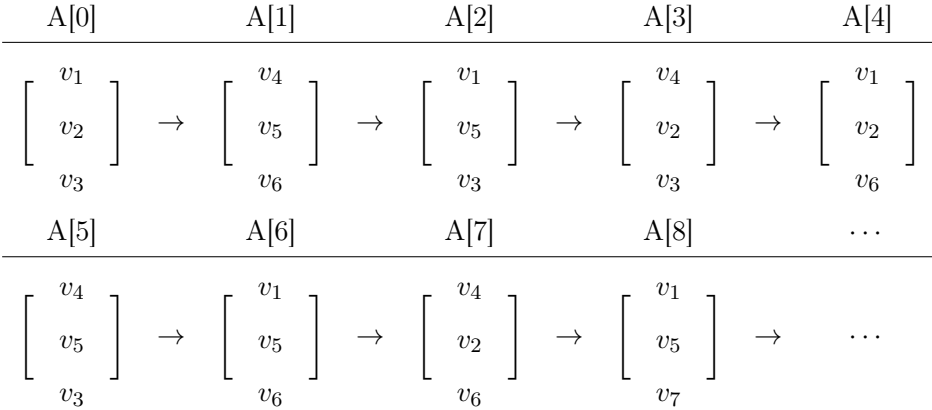 A[0] A[1] A[2] A[3] A[4]
v₁ v₄ v₁ v₄ v₁
[ v₂ ] → [ v₅ ] → [ v₅ ] → [ v₂ ] → [ v₂ ]
v₃ v₆ v₃ v₃ v₆
A[5] A[6] A[7] A[8] ⋯
v₄ v₁ v₄ v₁
[ v₅ ] → [ v₅ ] → [ v₂ ] → [ v₅ ] → ⋯
v₃ v₆ v₆ v₇